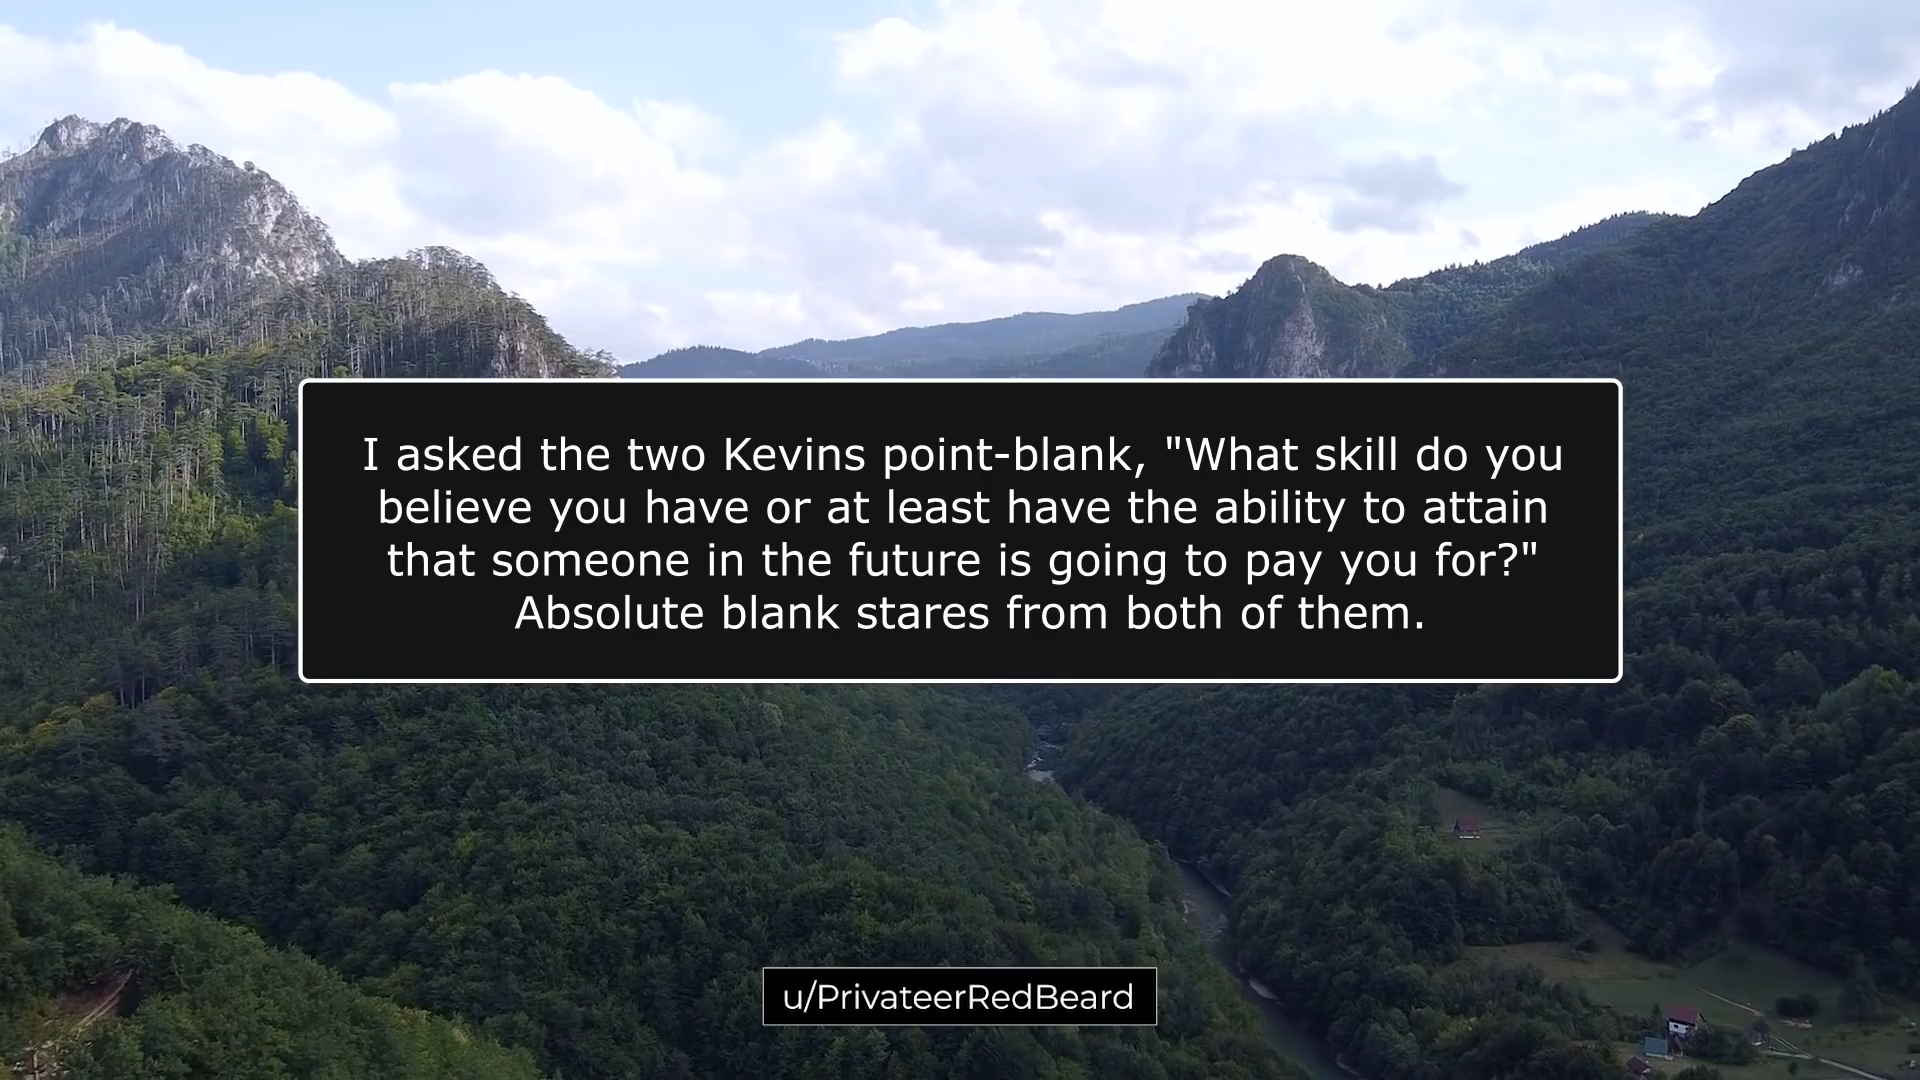 I asked the two Kevins point-blank, "What skill do you
believe you have or at least have the ability to attain
that someone in the future is going to pay you for?"
Absolute blank stares from both of them.
u/PrivateerRedBeard